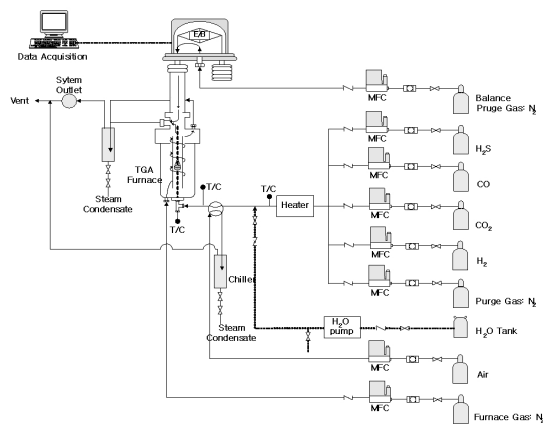 E/B
Data Acquisition
Sytem
Outlet
Vent
MFC
Balance
Pruge Gas: N2
MFC
H2S
TGA
Furnace
MFC
CO
Steam
Condensate
T/C
T/C
Heater
MFC
CO2
T/C
MFC
H2
Chiller
MFC
Purge Gas: N2
Steam
Condensate
H2O
pump
H2O Tank
MFC
Air
MFC
Furnace Gas: N2